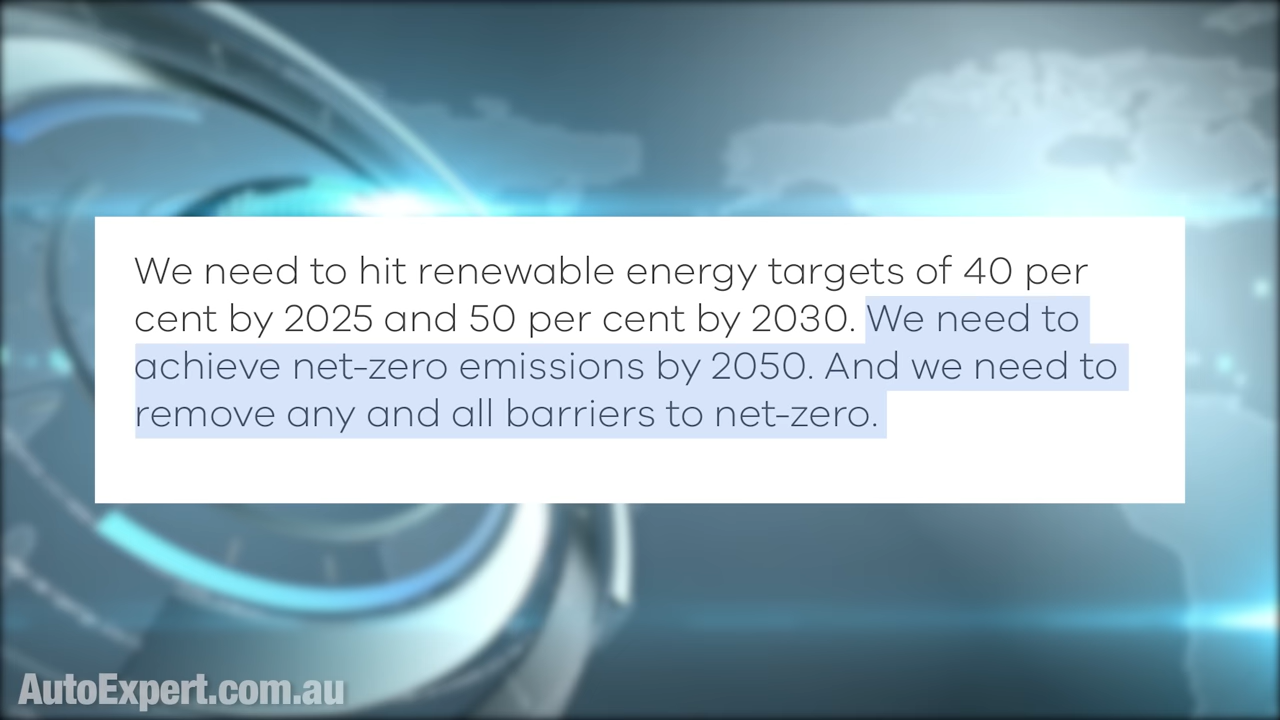 We need to hit renewable energy targets of 40 per
cent by 2025 and 50 per cent by 2030. We need to
achieve net-zero emissions by 2050. And we need to
remove any and all barriers to net-zero.
AutoExpert.com.au